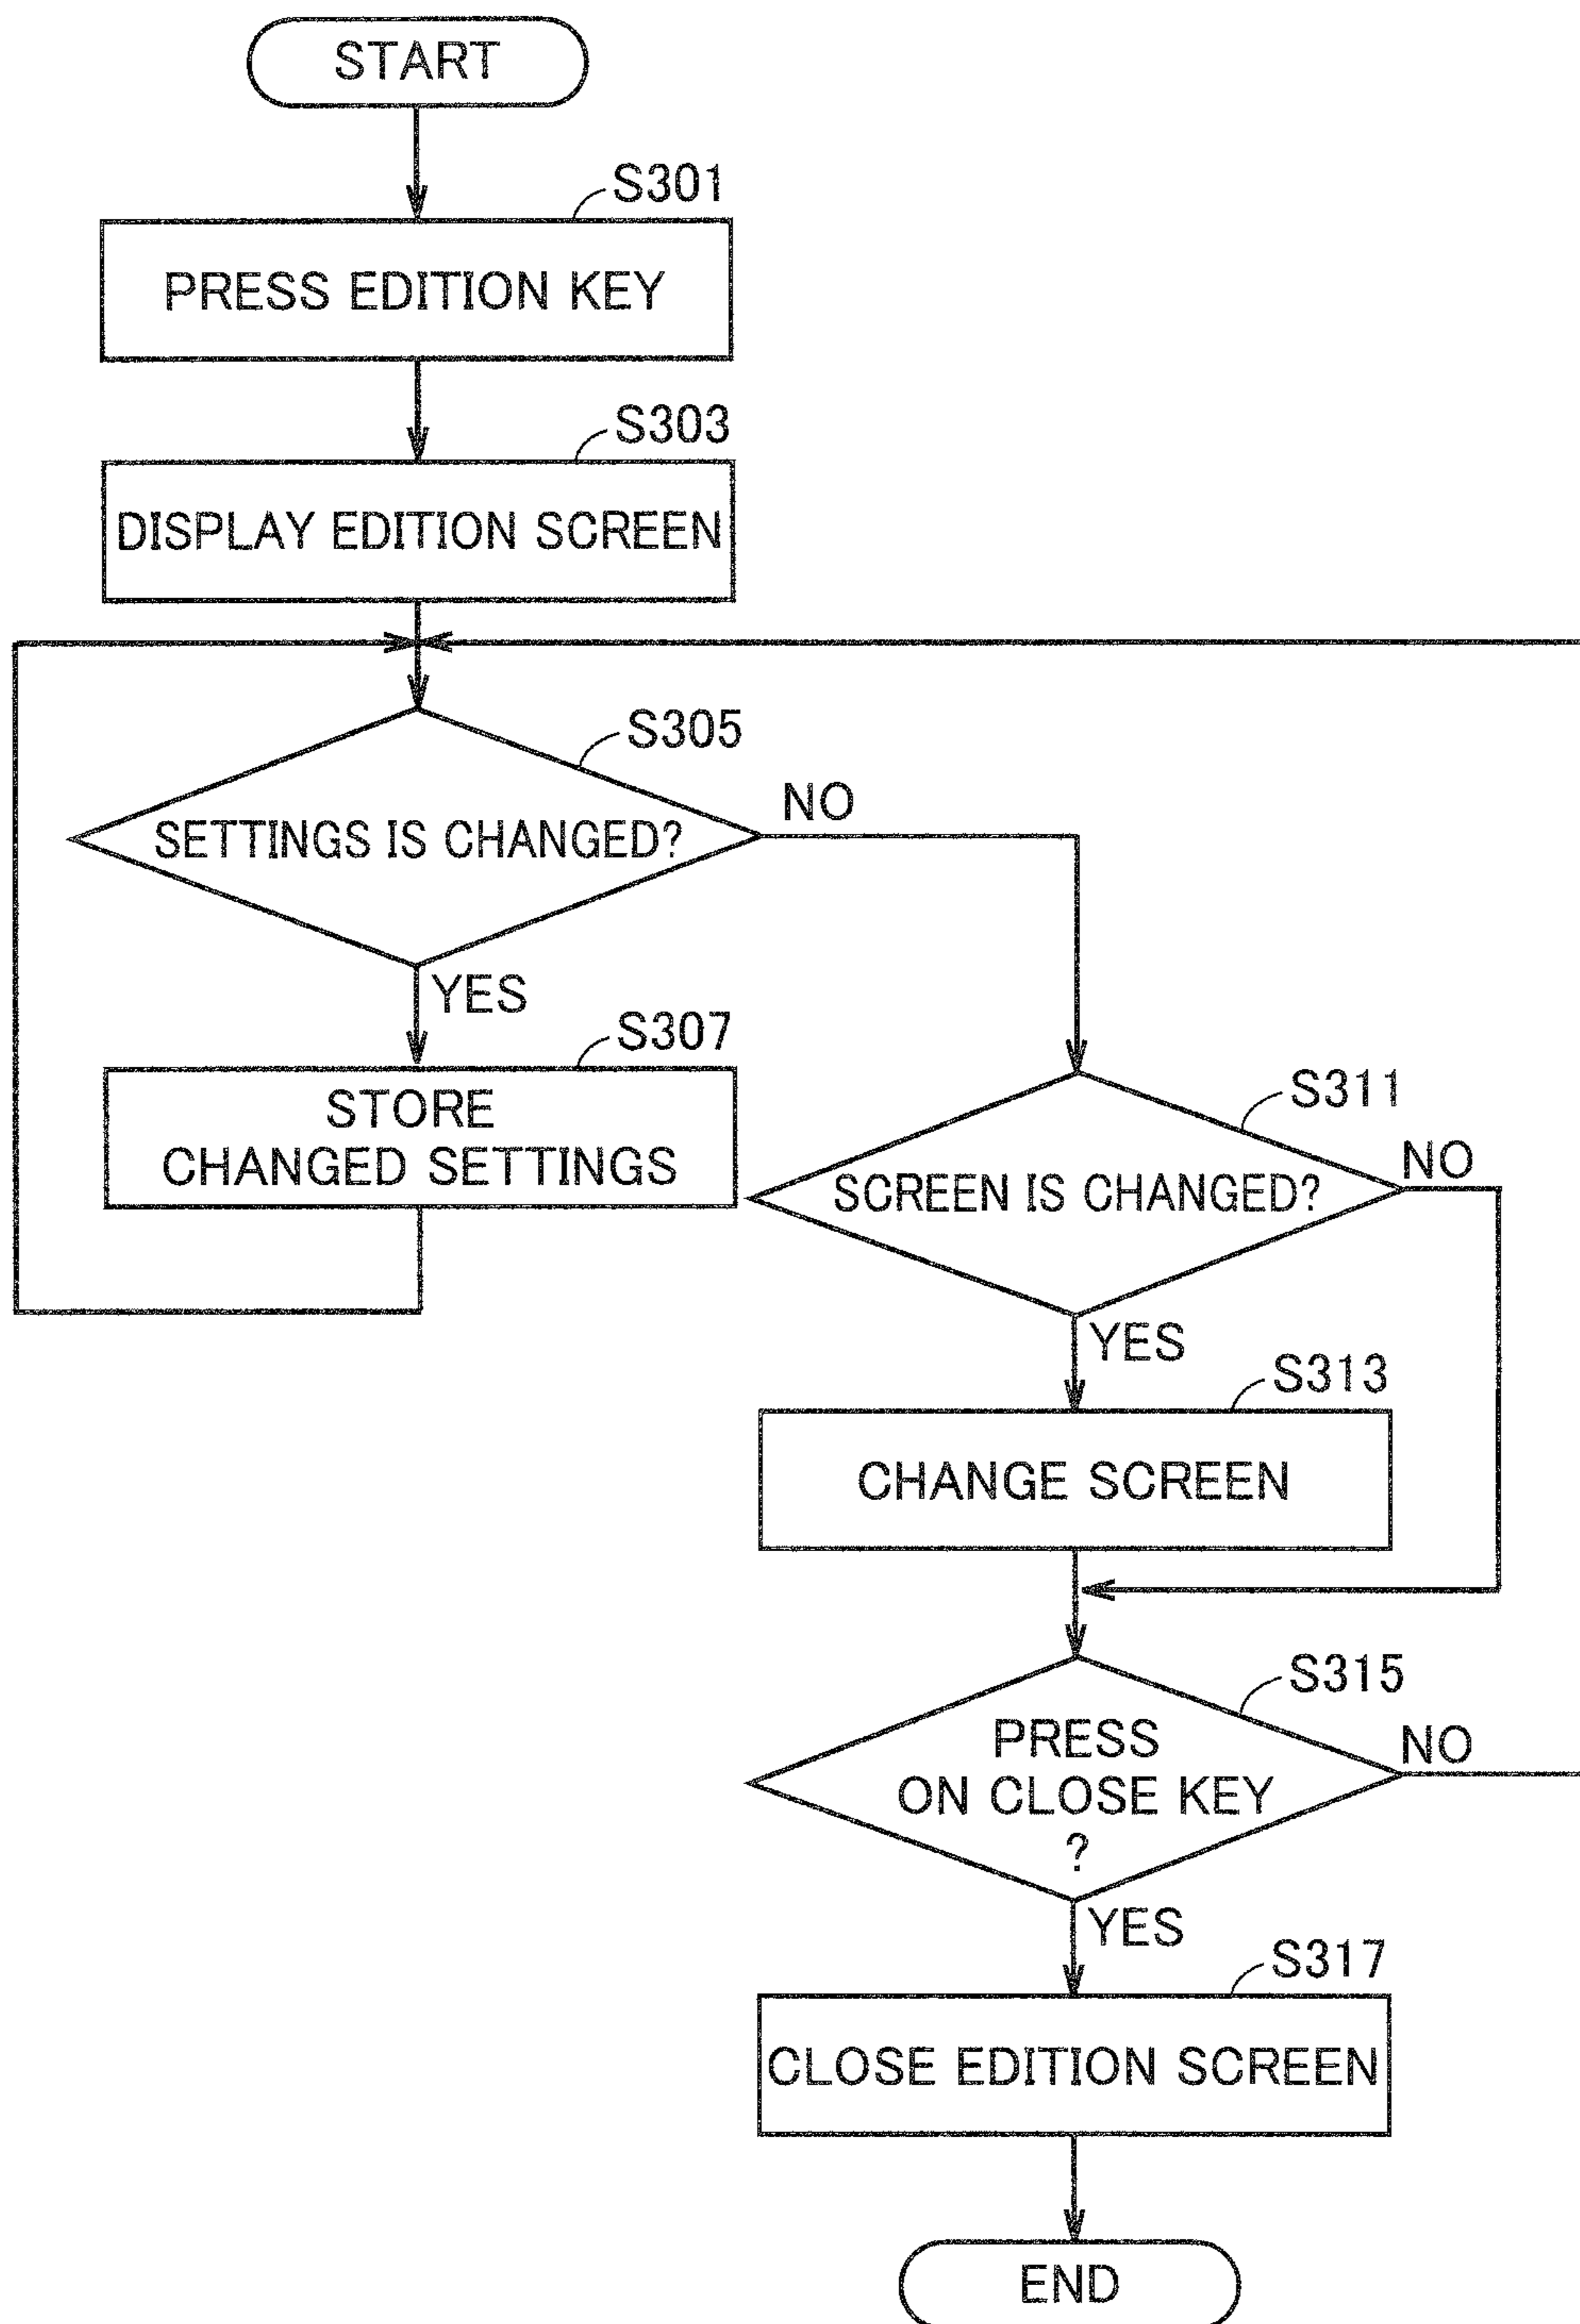 START
S301
PRESS EDITION KEY
S303
DISPLAY EDITION SCREEN
S305
SETTINGS IS CHANGED?
NO
YES
S307
STORE
CHANGED SETTINGS
S311
SCREEN IS CHANGED?
NO
YES
S313
CHANGE SCREEN
S315
PRESS
ON CLOSE KEY
?
NO
YES
S317
CLOSE EDITION SCREEN
END